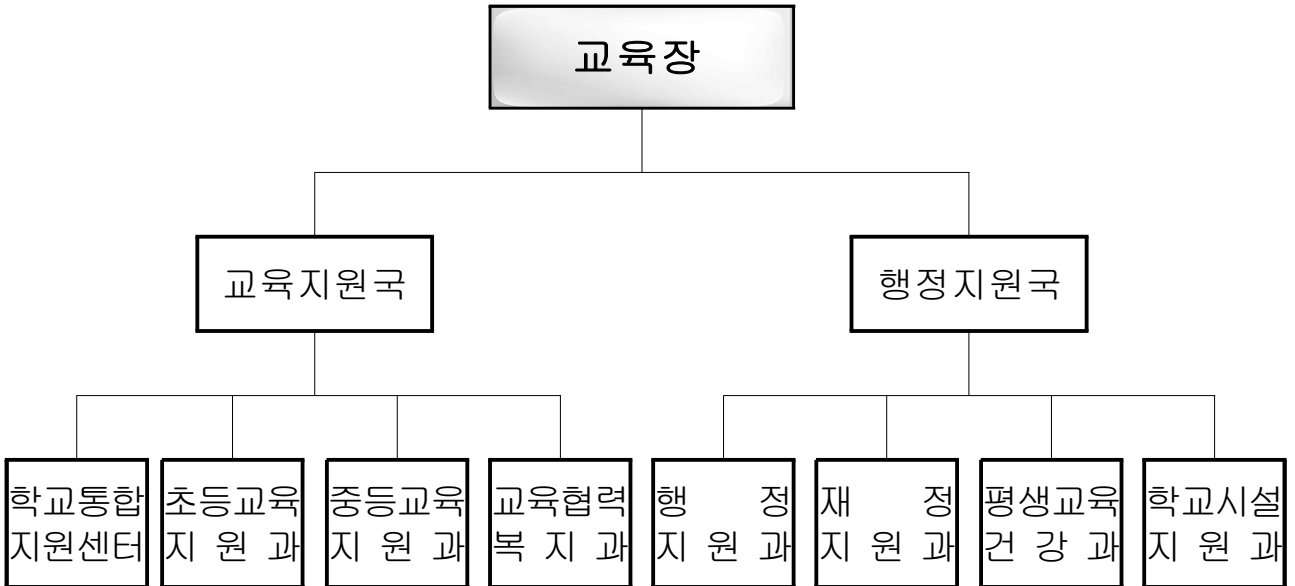 교육장
교육지원국
행정지원국
학교통합
지원센터
초등교육
지 원 과
중등교육
지 원 과
교육협력
복 지 과
행 정
지 원 과
재 정
지 원 과
평생교육
건 강 과
학교시설
지 원 과